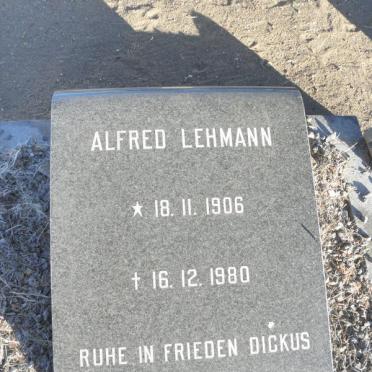 ALFRED LEHMANN
★ 18. 11. 1906
† 16. 12. 1980
RUHE IN FRIEDEN DICKUS